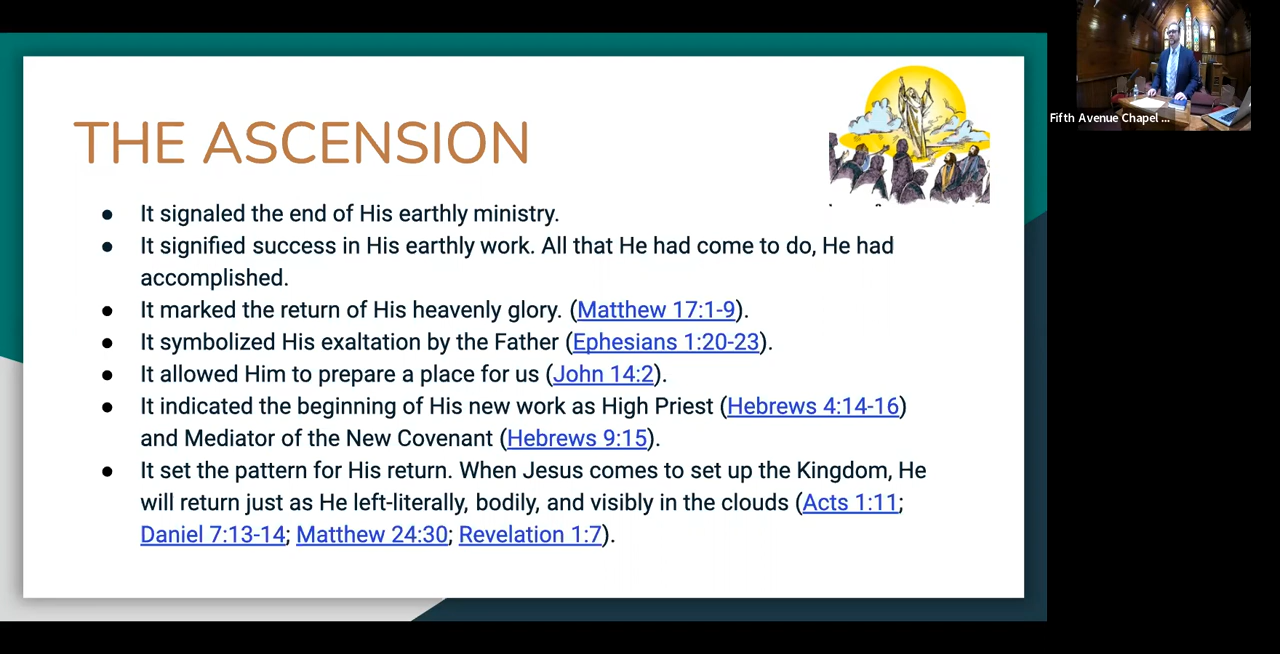 THE ASCENSION
● It signaled the end of His earthly ministry.
● It signified success in His earthly work. All that He had come to do, He had
accomplished.
● It marked the return of His heavenly glory. (Matthew 17:1-9).
● It symbolized His exaltation by the Father (Ephesians 1:20-23).
● It allowed Him to prepare a place for us (John 14:2).
● It indicated the beginning of His new work as High Priest (Hebrews 4:14-16)
and Mediator of the New Covenant (Hebrews 9:15).
● It set the pattern for His return. When Jesus comes to set up the Kingdom, He
will return just as He left-literally, bodily, and visibly in the clouds (Acts 1:11;
Daniel 7:13-14; Matthew 24:30; Revelation 1:7).
Fifth Avenue Chapel ...